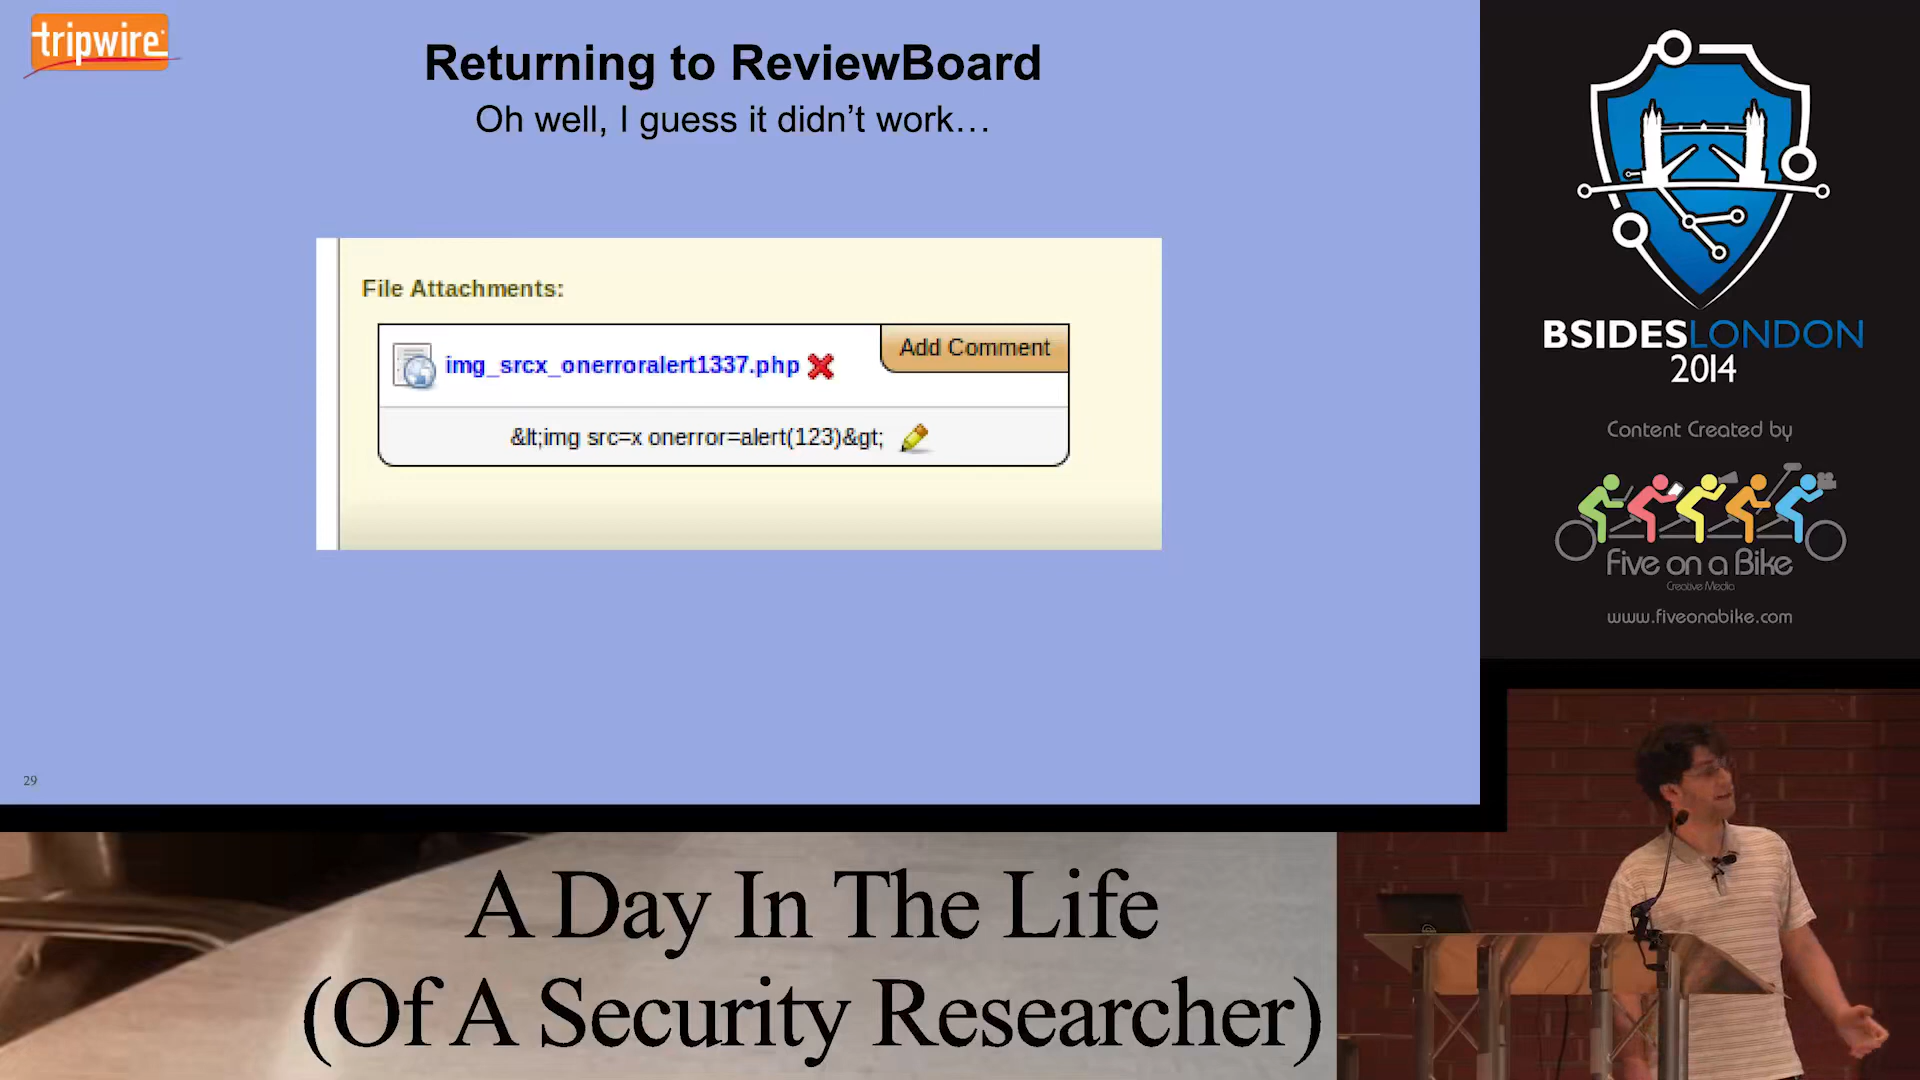 tripwire
Returning to ReviewBoard
Oh well, I guess it didn’t work…
File Attachments:
img_srcx_onerroralert1337.php
Add Comment
&lt;img src=x onerror=alert(123)&gt;
29
BSIDESLONDON
2014
Content Created by
Five on a Bike
Creative Media
www.fiveonabike.com
A Day In The Life
(Of A Security Researcher)